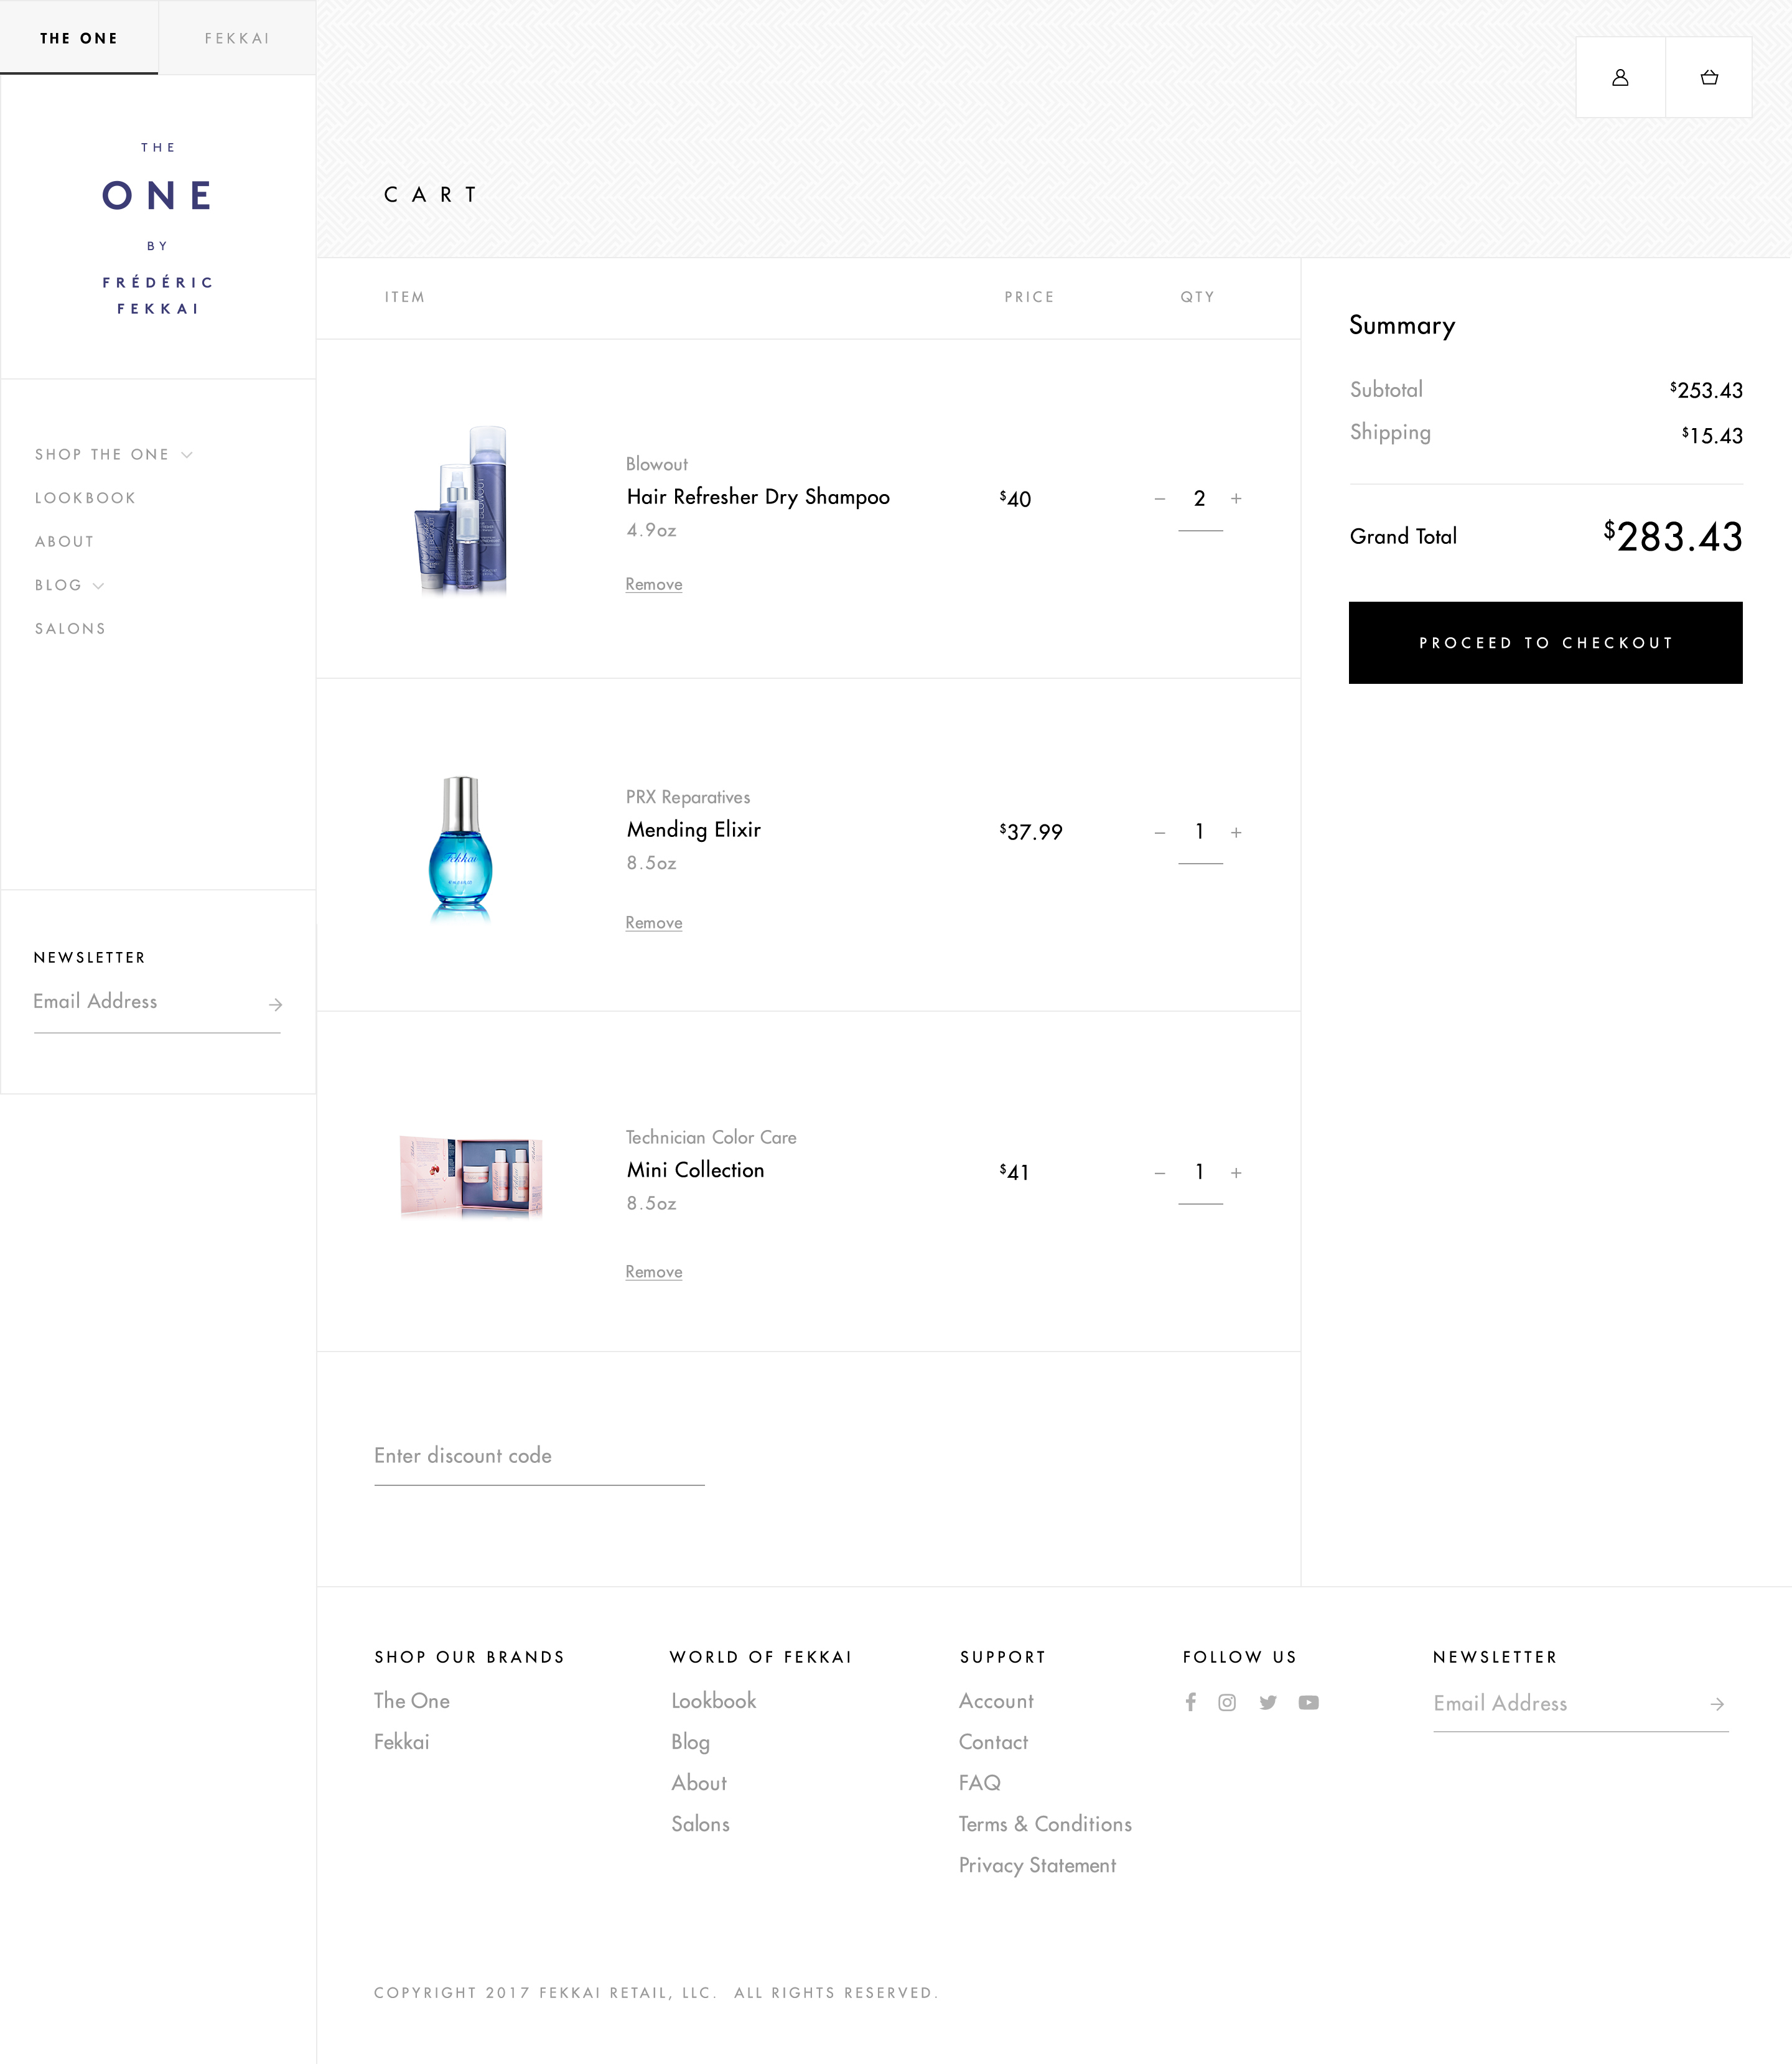 THE ONE
FEKKAI
THE
ONE
BY
FRÉDÉRIC
FEKKAI
SHOP THE ONE
LOOKBOOK
ABOUT
BLOG
SALONS
NEWSLETTER
Email Address
CART
ITEM PRICE QTY
Blowout
Hair Refresher Dry Shampoo
4.9oz
Remove
$40
− 2 +
PRX Reparatives
Mending Elixir
8.5oz
Remove
$37.99
− 1 +
Fekkai
Technician Color Care
Mini Collection
8.5oz
Remove
$41
− 1 +
Enter discount code
Summary
Subtotal $253.43
Shipping $15.43
Grand Total $283.43
PROCEED TO CHECKOUT
SHOP OUR BRANDS
The One
Fekkai
WORLD OF FEKKAI
Lookbook
Blog
About
Salons
SUPPORT
Account
Contact
FAQ
Terms & Conditions
Privacy Statement
FOLLOW US
NEWSLETTER
Email Address
COPYRIGHT 2017 FEKKAI RETAIL, LLC. ALL RIGHTS RESERVED.